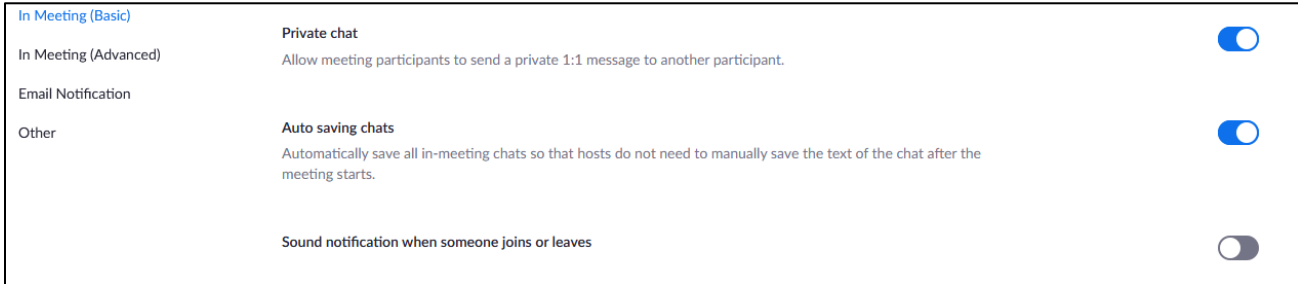 In Meeting (Basic)
In Meeting (Advanced)
Email Notification
Other
Private chat
Allow meeting participants to send a private 1:1 message to another participant.
Auto saving chats
Automatically save all in-meeting chats so that hosts do not need to manually save the text of the chat after the
meeting starts.
Sound notification when someone joins or leaves